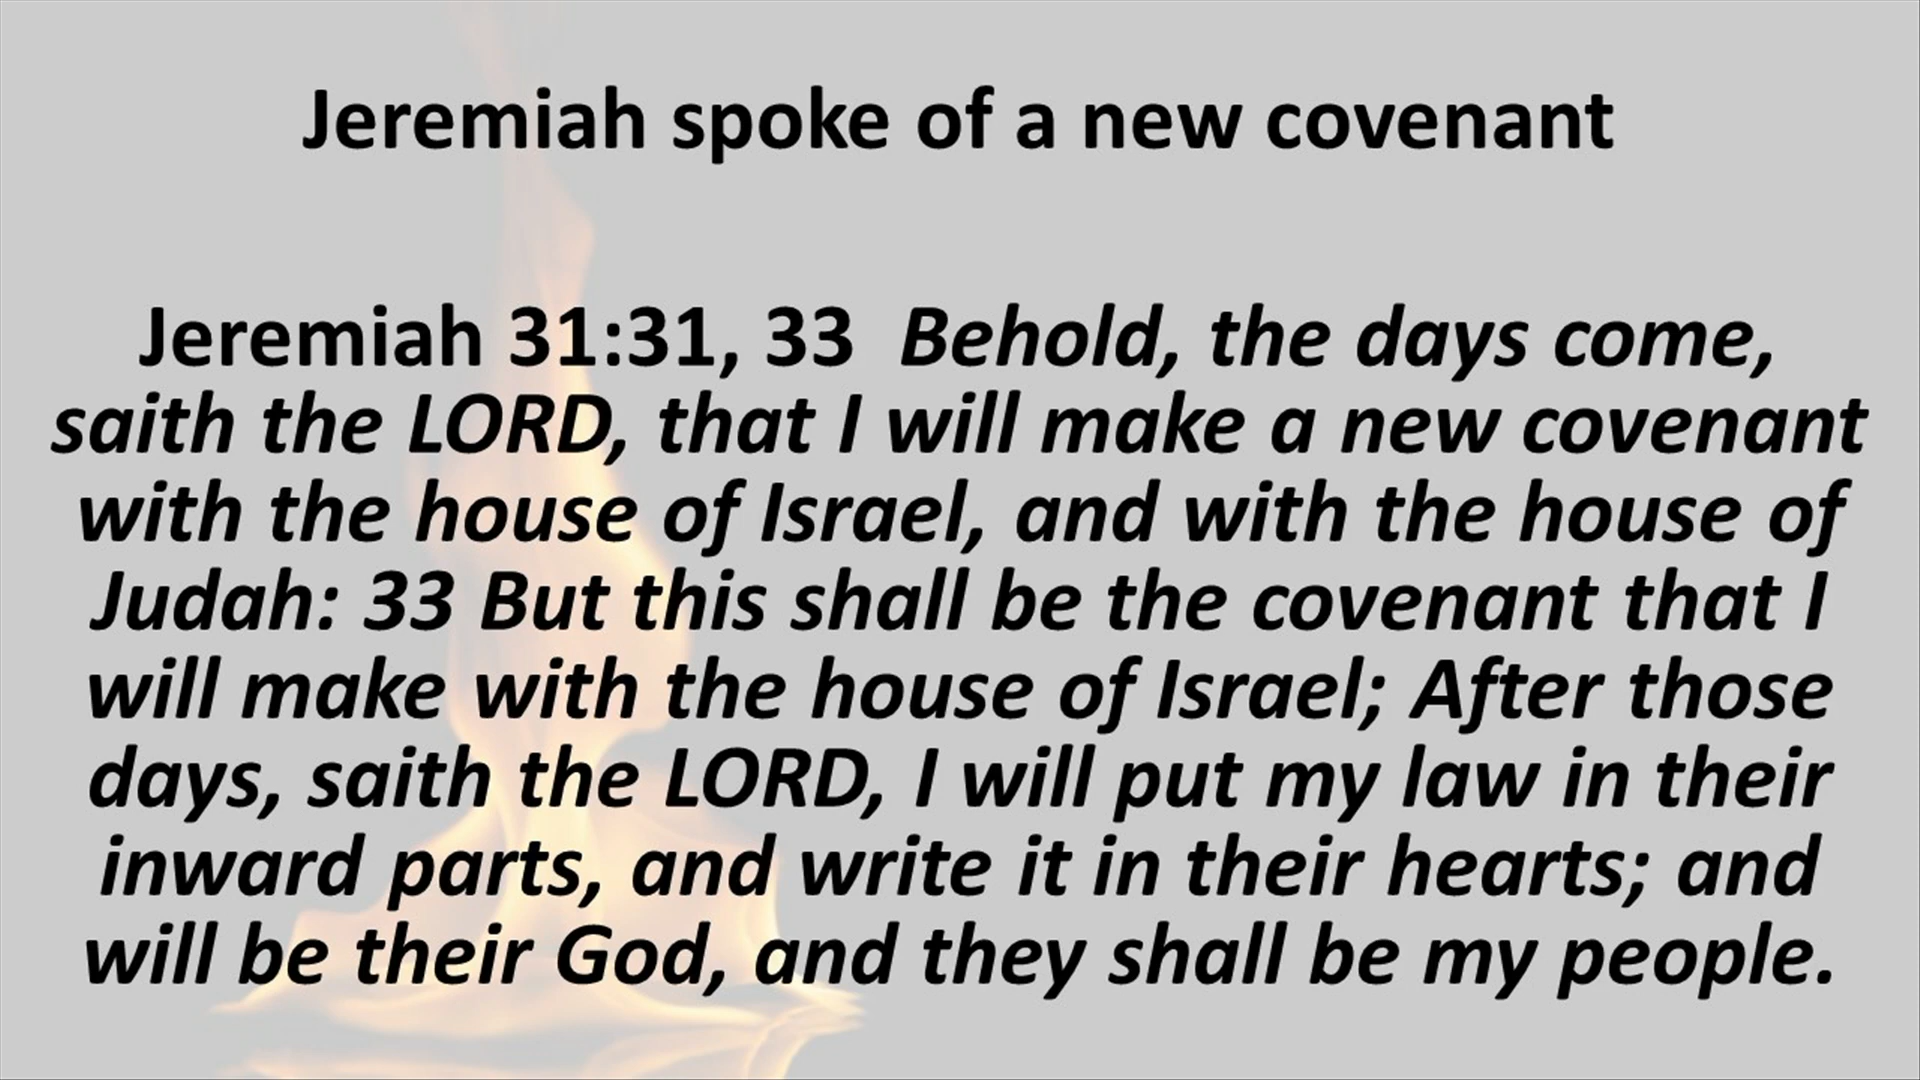 Jeremiah spoke of a new covenant
Jeremiah 31:31, 33  Behold, the days come,
saith the LORD, that I will make a new covenant
with the house of Israel, and with the house of
Judah: 33 But this shall be the covenant that I
will make with the house of Israel; After those
days, saith the LORD, I will put my law in their
inward parts, and write it in their hearts; and
will be their God, and they shall be my people.